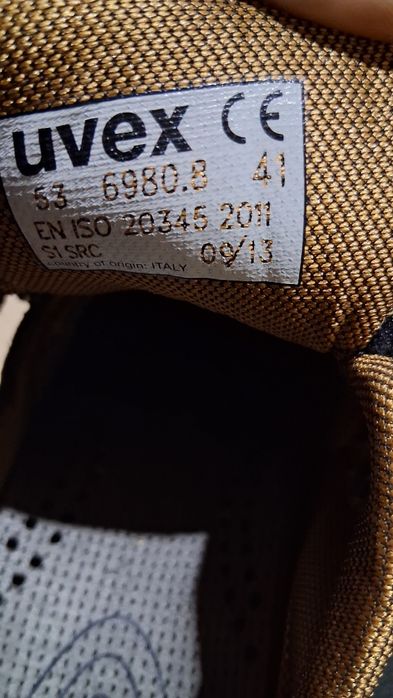 uvex CE
53 6980.8 41
EN ISO 20345 2011
S1 SRC 09/13
country of origin: ITALY